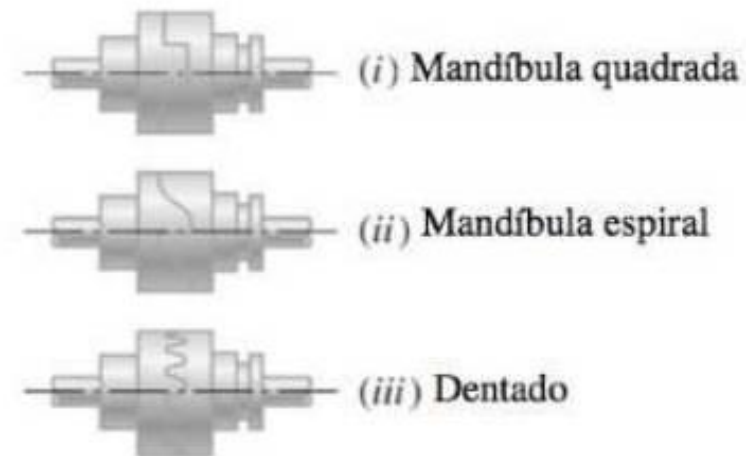 (i) Mandíbula quadrada
(ii) Mandíbula espiral
(iii) Dentado